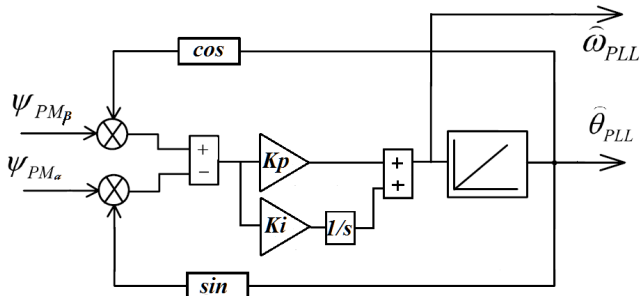 cos
ω̂_PLL
ψ_PMβ
θ̂_PLL
+
−
Kp
+
+
ψ_PMα
Ki
1/s
sin